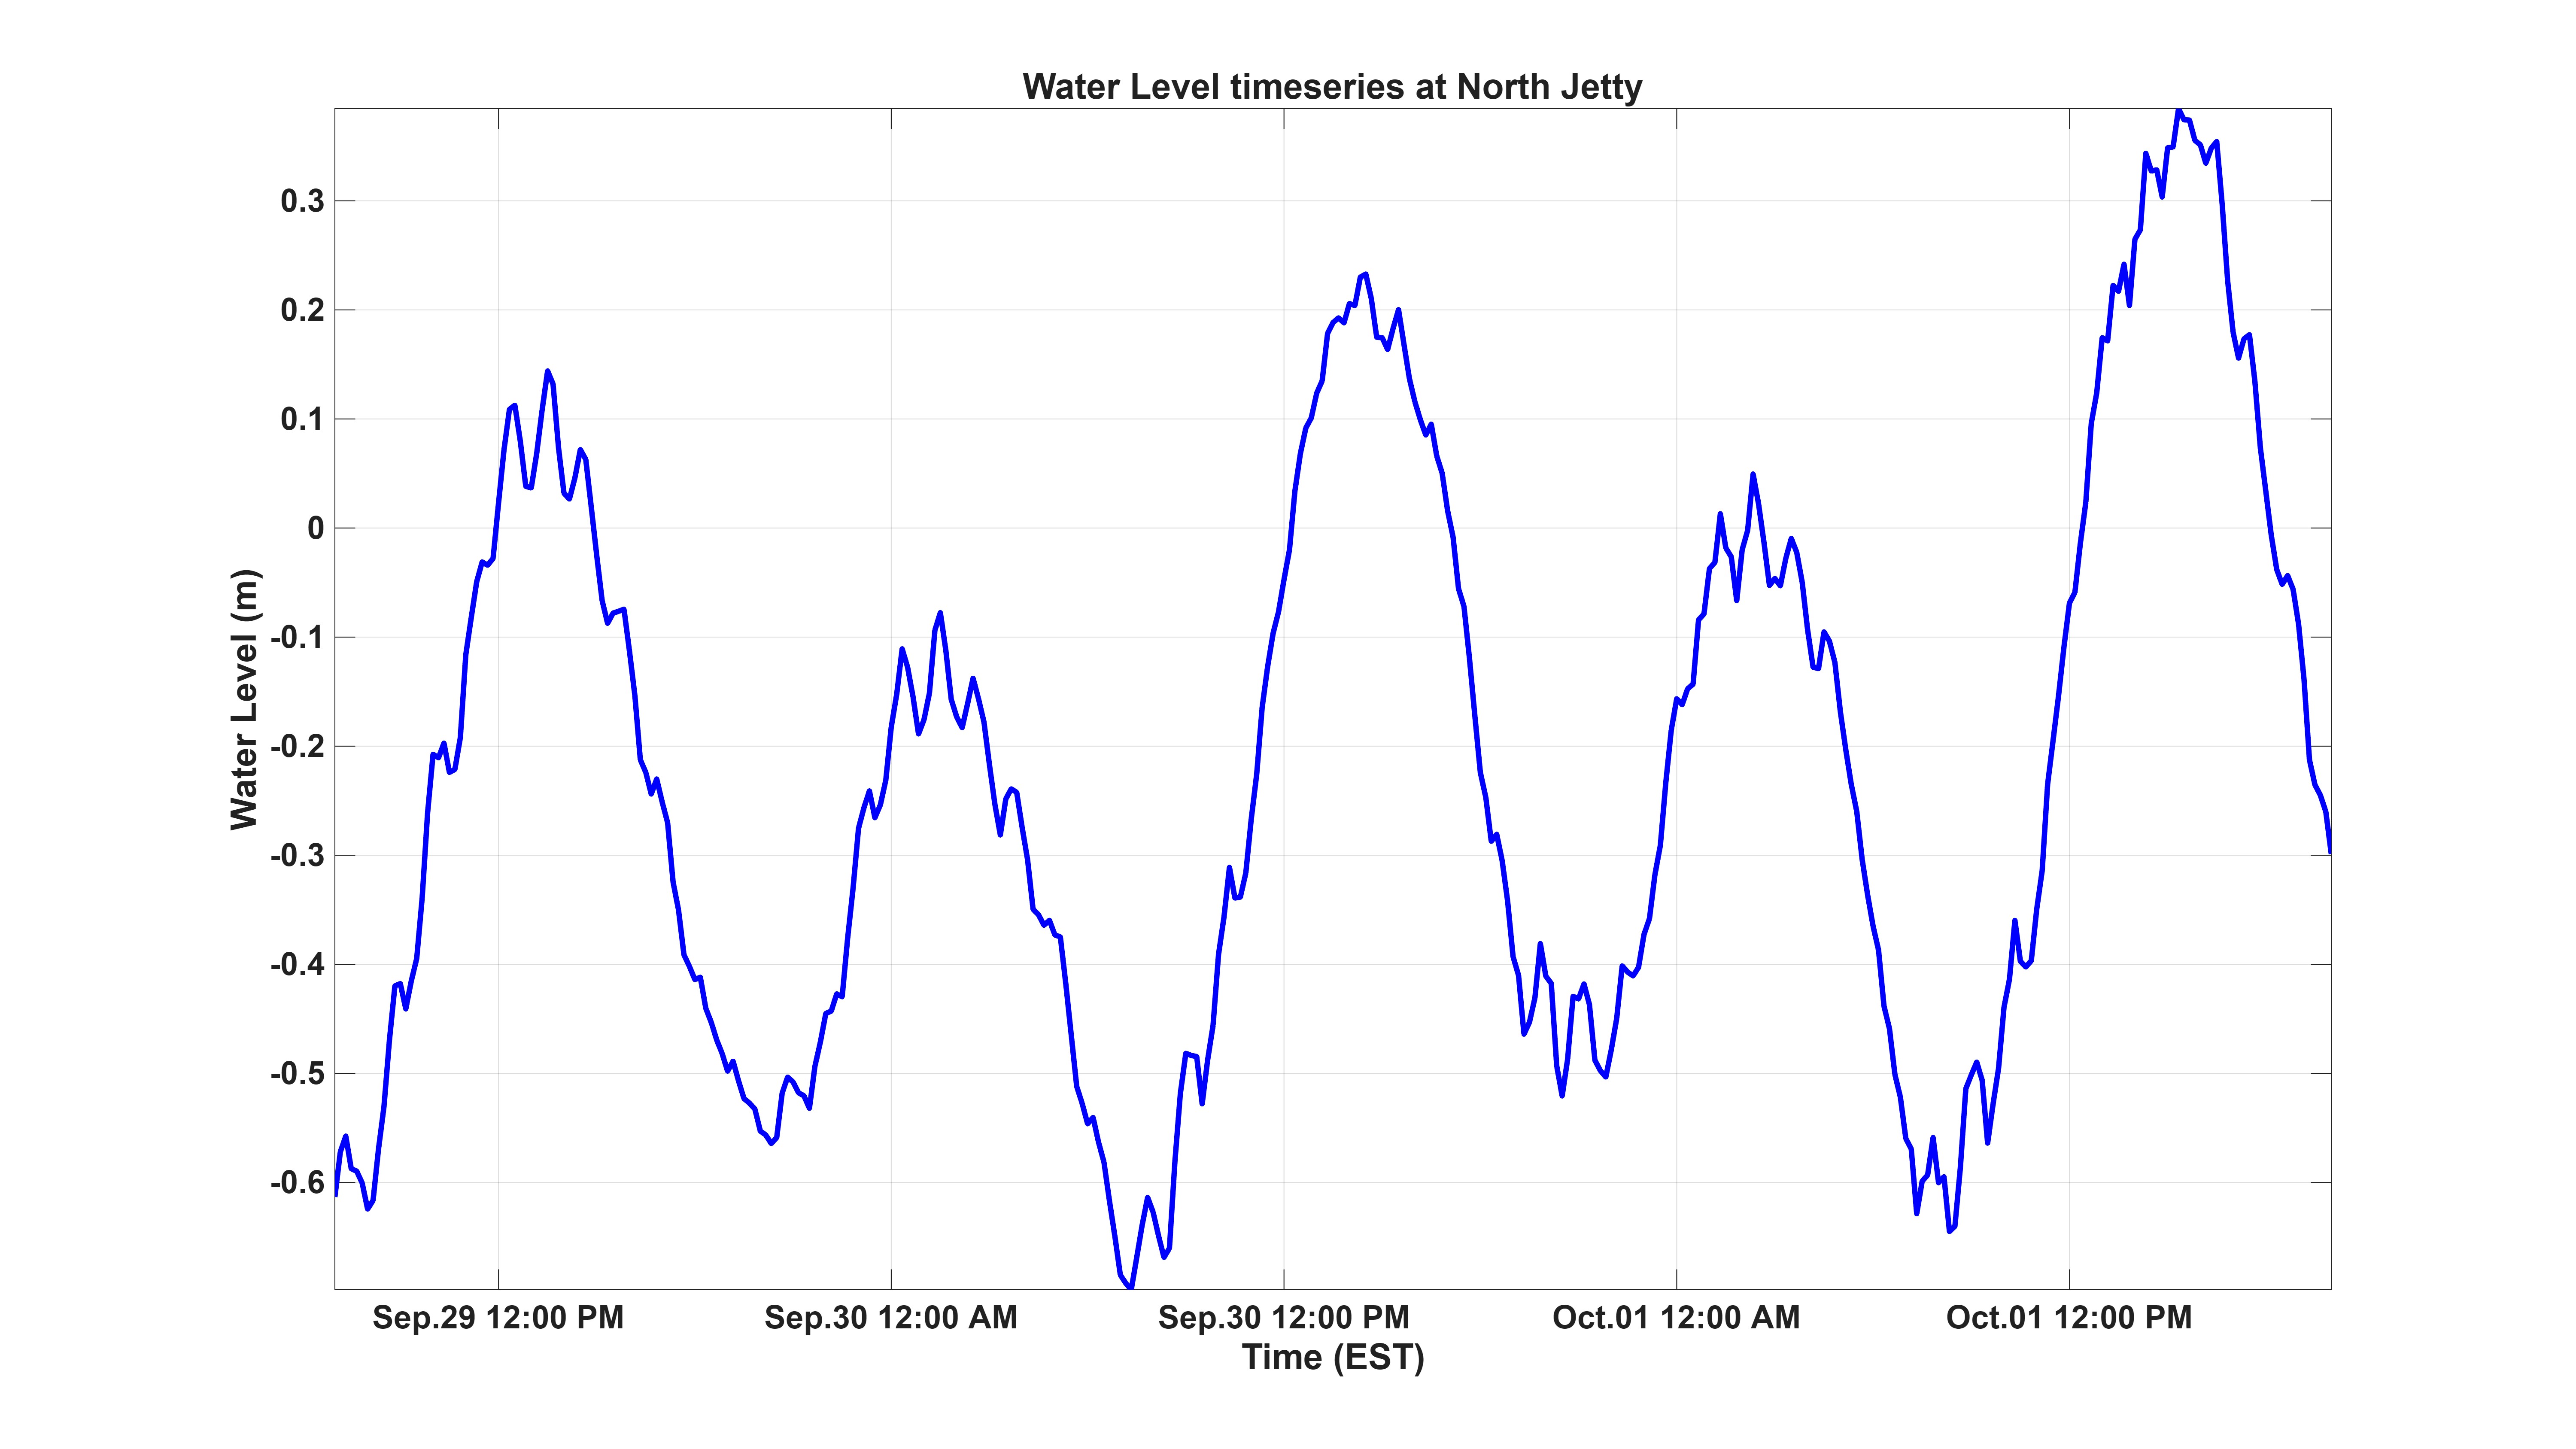 Water Level timeseries at North Jetty
0.3
0.2
0.1
0
-0.1
-0.2
-0.3
-0.4
-0.5
-0.6
Water Level (m)
Sep.29 12:00 PM Sep.30 12:00 AM Sep.30 12:00 PM Oct.01 12:00 AM Oct.01 12:00 PM
Time (EST)